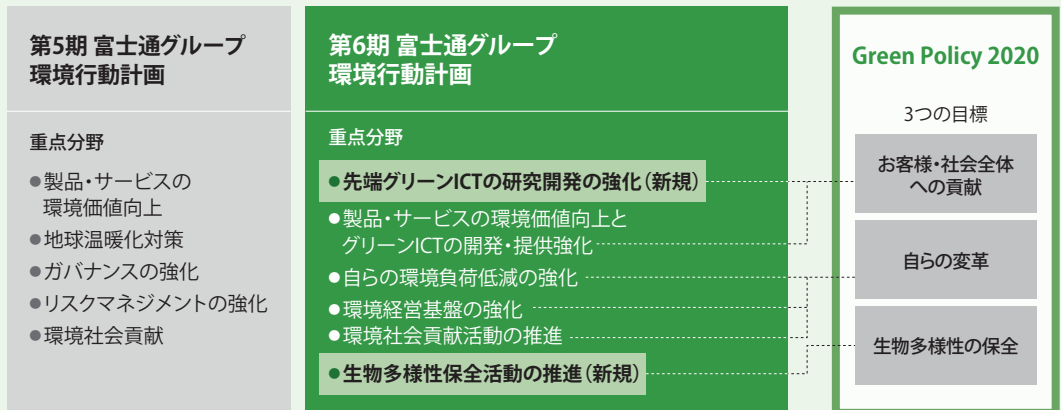 第5期 富士通グループ
環境行動計画
重点分野
●製品・サービスの
環境価値向上
●地球温暖化対策
●ガバナンスの強化
●リスクマネジメントの強化
●環境社会貢献
第6期 富士通グループ
環境行動計画
重点分野
●先端グリーンICTの研究開発の強化（新規）
●製品・サービスの環境価値向上と
グリーンICTの開発・提供強化
●自らの環境負荷低減の強化
●環境経営基盤の強化
●環境社会貢献活動の推進
●生物多様性保全活動の推進（新規）
Green Policy 2020
3つの目標
お客様・社会全体
への貢献
自らの変革
生物多様性の保全